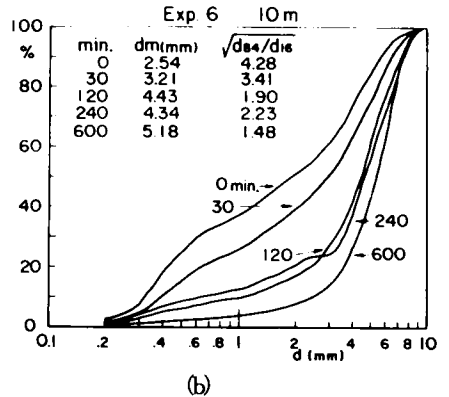 Exp. 6 10 m
100
%
80
60
40
20
0
min. dm(mm) √d84/d16
0 2.54 4.28
30 3.21 3.41
120 4.43 1.90
240 4.34 2.23
600 5.18 1.48
0 min.
30
120
240
600
0.1 .2 .4 .6 .8 1 2 4 6 8 10
d (mm)
(b)